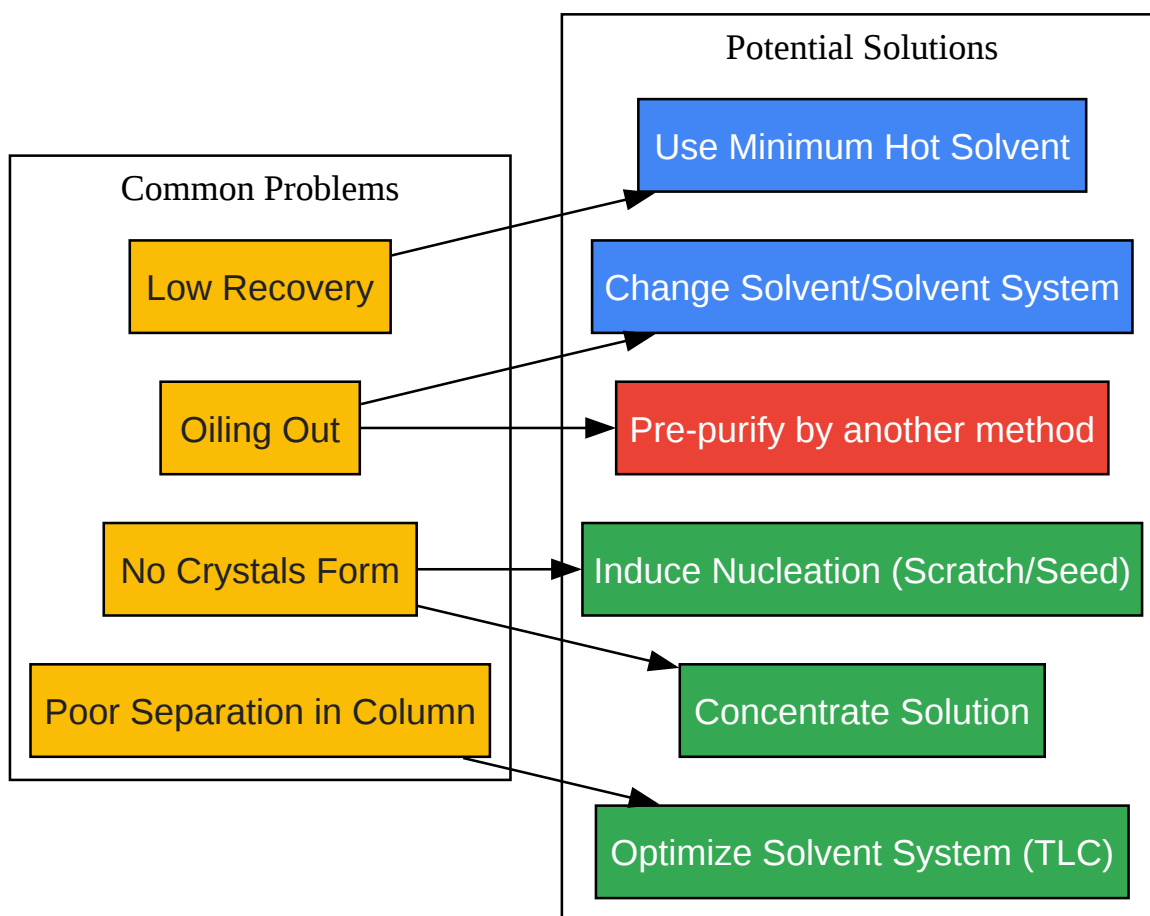 Common Problems
Low Recovery
Oiling Out
No Crystals Form
Poor Separation in Column
Potential Solutions
Use Minimum Hot Solvent
Change Solvent/Solvent System
Pre-purify by another method
Induce Nucleation (Scratch/Seed)
Concentrate Solution
Optimize Solvent System (TLC)